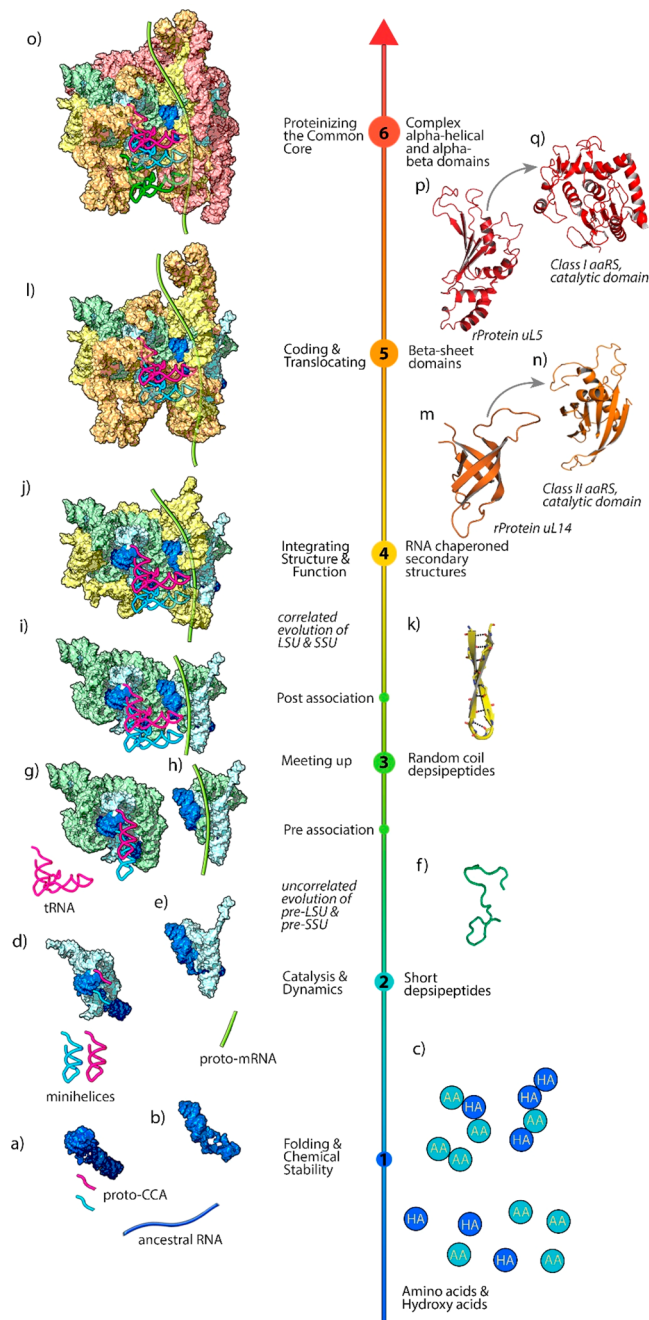 o)
Proteinizing
the Common
Core
6
Complex
alpha-helical
and alpha-
beta domains
q)
p)
Class I aaRS,
catalytic domain
rProtein uL5
l)
Coding &
Translocating
5
Beta-sheet
domains
n)
m
Class II aaRS,
catalytic domain
rProtein uL14
j)
Integrating
Structure &
Function
4
RNA chaperoned
secondary
structures
i)
correlated
evolution of
LSU & SSU
k)
Post association
g)
h)
Meeting up
3
Random coil
depsipeptides
Pre association
tRNA
f)
e)
uncorrelated
evolution of
pre-LSU &
pre-SSU
d)
Catalysis &
Dynamics
2
Short
depsipeptides
proto-mRNA
minihelices
c)
HA
AA
HA
HA
AA
AA
HA
AA
AA
b)
a)
Folding &
Chemical
Stability
1
proto-CCA
ancestral RNA
HA
HA
AA
AA
AA
HA
AA
Amino acids &
Hydroxy acids